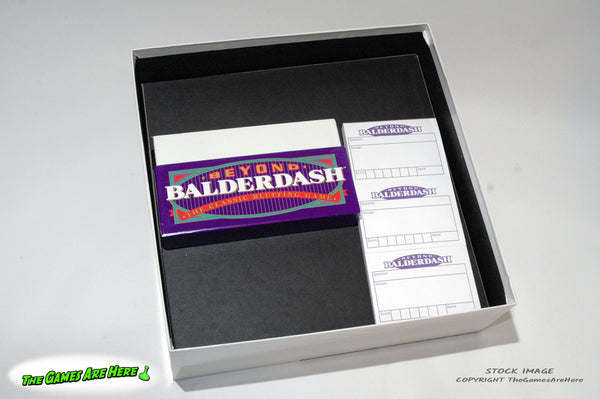 BEYOND
BALDERDASH
THE CLASSIC BLUFFING GAME
BEYOND
BALDERDASH
BEYOND
BALDERDASH
BEYOND
BALDERDASH
THE GAMES ARE HERE
STOCK IMAGE
COPYRIGHT TheGamesAreHere